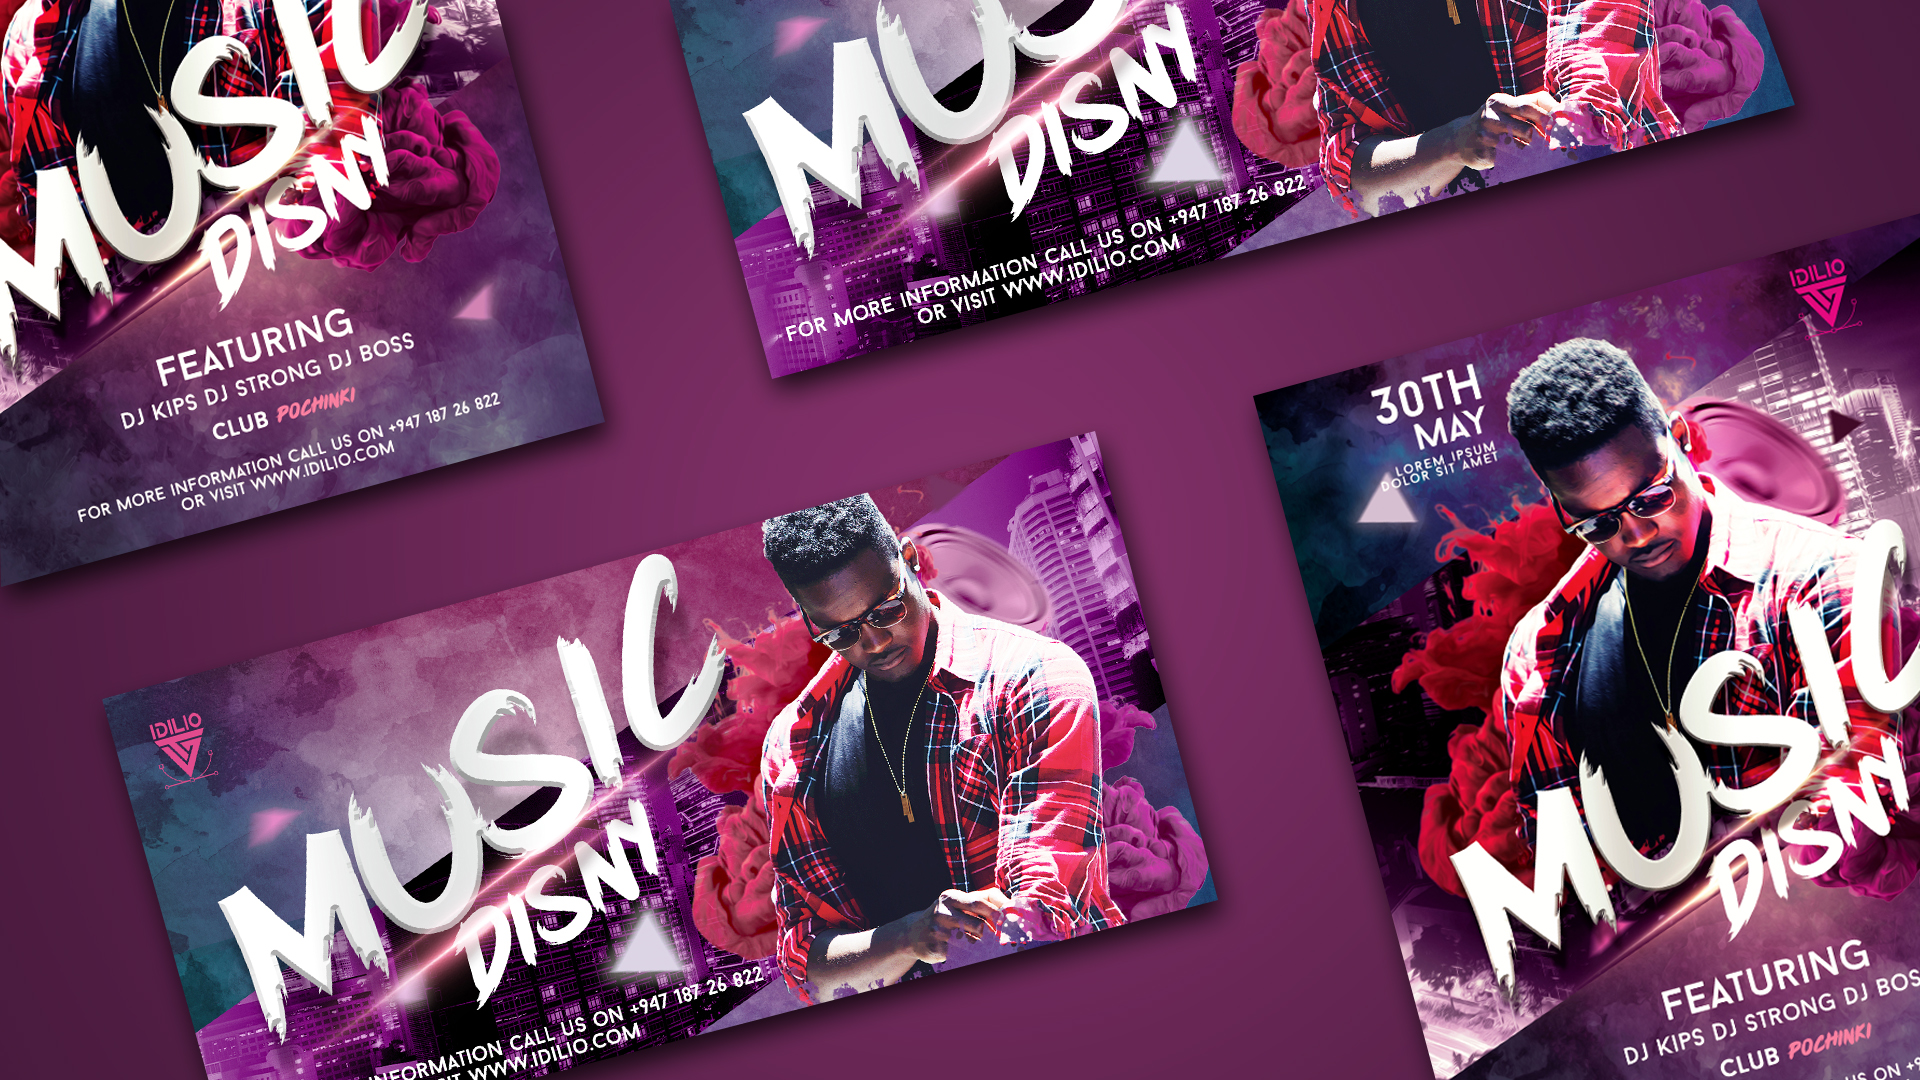 MUSIC
DISNY
FEATURING
DJ KIPS DJ STRONG DJ BOSS
CLUB POCHINKI
FOR MORE INFORMATION CALL US ON +947 187 26 822
OR VISIT WWW.IDILIO.COM
MUS
DISNY
FOR MORE INFORMATION CALL US ON +947 187 26 822
OR VISIT WWW.IDILIO.COM
IDILIO
MUSIC
DISNY
INFORMATION CALL US ON +947 187 26 822
WWW.IDILIO.COM
IDILIO
30TH
MAY
LOREM IPSUM
DOLOR SIT AMET
MUSIC
DISNY
FEATURING
DJ KIPS DJ STRONG DJ BOS
CLUB POCHINKI
US ON